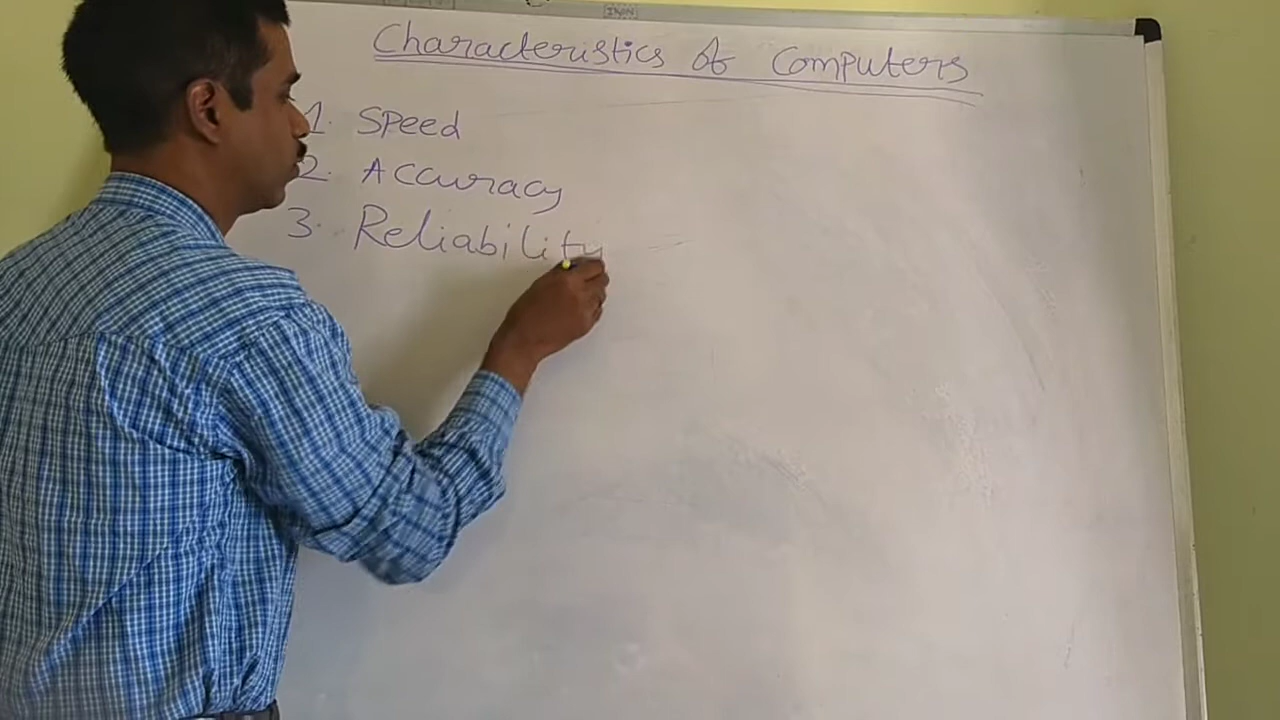 Characteristics of Computers
1. Speed
2. Accuracy
3. Reliability